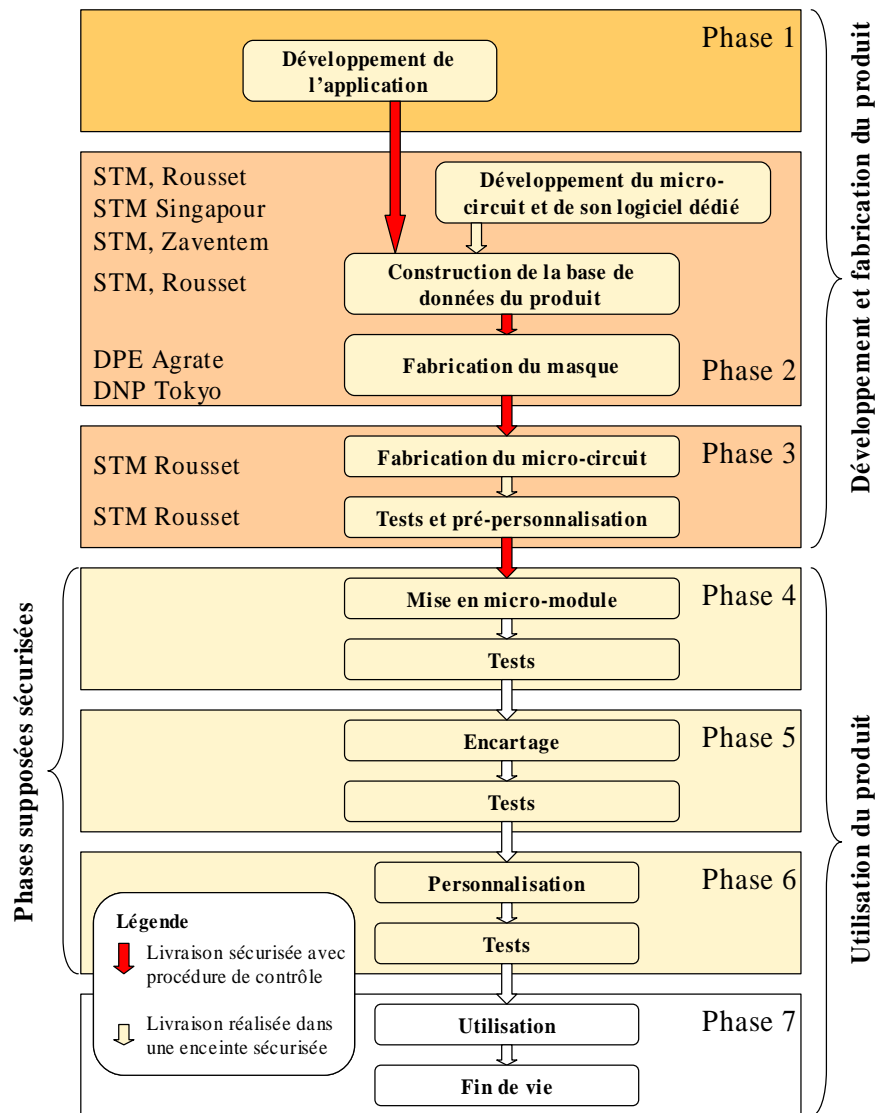 Phase 1
Développement de
l’application
STM, Rousset
STM Singapour
STM, Zaventem
Développement du micro-
circuit et de son logiciel dédié
STM, Rousset
Construction de la base de
données du produit
DPE Agrate
DNP Tokyo
Fabrication du masque
Phase 2
Développement et fabrication du produit
Phase 3
STM Rousset
Fabrication du micro-circuit
STM Rousset
Tests et pré-personnalisation
Phases supposées sécurisées
Phase 4
Mise en micro-module
Tests
Phase 5
Encartage
Tests
Utilisation du produit
Phase 6
Personnalisation
Tests
Légende
Livraison sécurisée avec
procédure de contrôle
Livraison réalisée dans
une enceinte sécurisée
Phase 7
Utilisation
Fin de vie